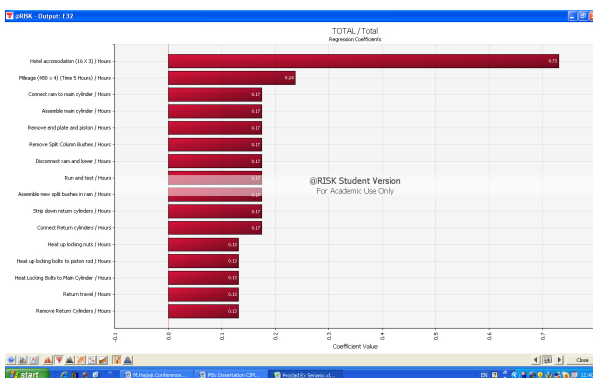 @RISK - Output: E32
TOTAL / Total
Regression Coefficients
Hotel accomodation (16 X 3) / Hours
0.73
Mileage (480 x 4) (Time 5 Hours) / Hours
0.24
Connect ram to main cylinder / Hours
0.17
Assemble main cylinder / Hours
0.17
Remove end plate and piston / Hours
0.17
Remove Split Column Bushes / Hours
0.17
Disconnect ram and lower / Hours
0.17
Run and test / Hours
0.17
Assemble new split bushes in ram / Hours
0.17
Strip down return cylinders / Hours
0.17
Connect Return cylinders / Hours
0.17
Heat up locking nuts / Hours
0.13
Heat up locking bolts to piston rod / Hours
0.13
Heat Locking Bolts to Main Cylinder / Hours
0.13
Return travel / Hours
0.13
Remove Return Cylinders / Hours
0.13
@RISK Student Version
For Academic Use Only
-0.1 0.0 0.1 0.2 0.3 0.4 0.5 0.6 0.7
Coefficient Value
Close
start
MSc Dissertation
EN